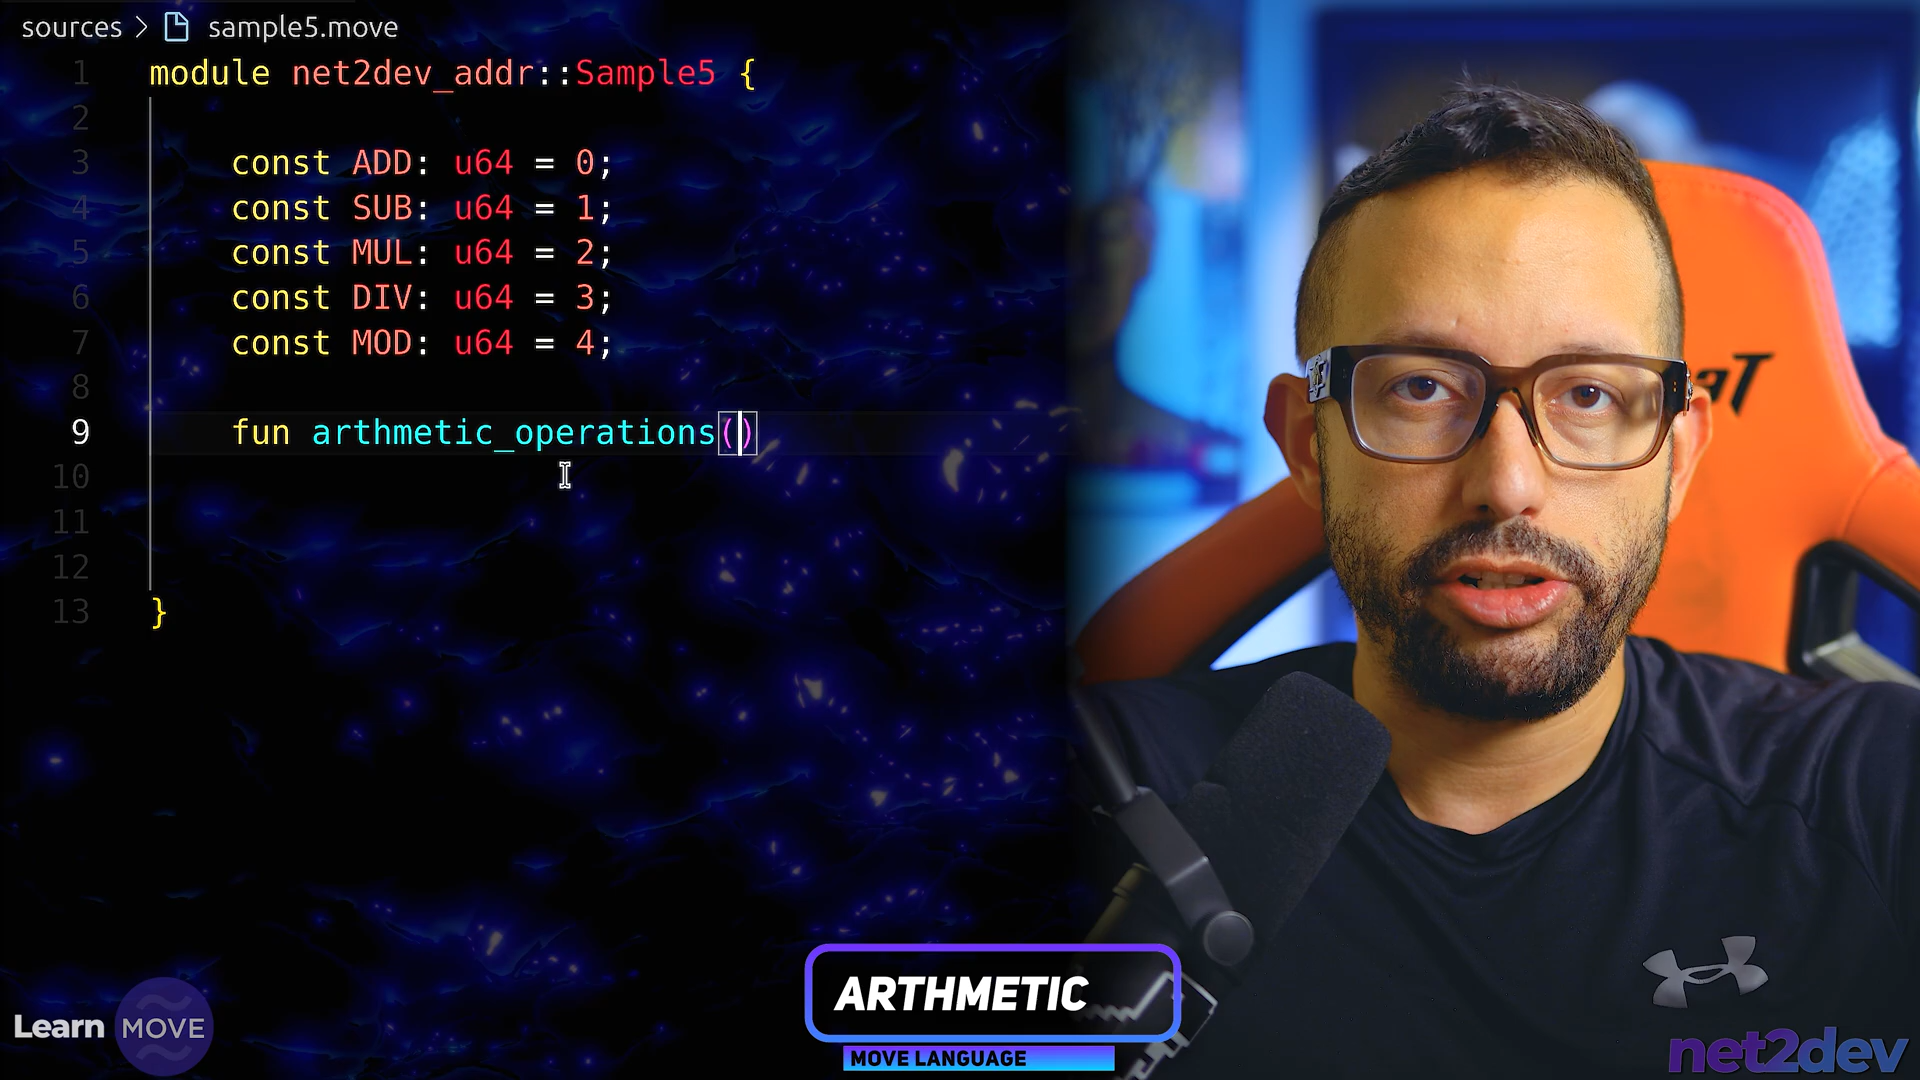 sources > sample5.move
1 module net2dev_addr::Sample5 {
2
3 const ADD: u64 = 0;
4 const SUB: u64 = 1;
5 const MUL: u64 = 2;
6 const DIV: u64 = 3;
7 const MOD: u64 = 4;
8
9 fun arthmetic_operations()
10
11
12
13 }
aT
Learn MOVE
ARTHMETIC
MOVE LANGUAGE
net2dev